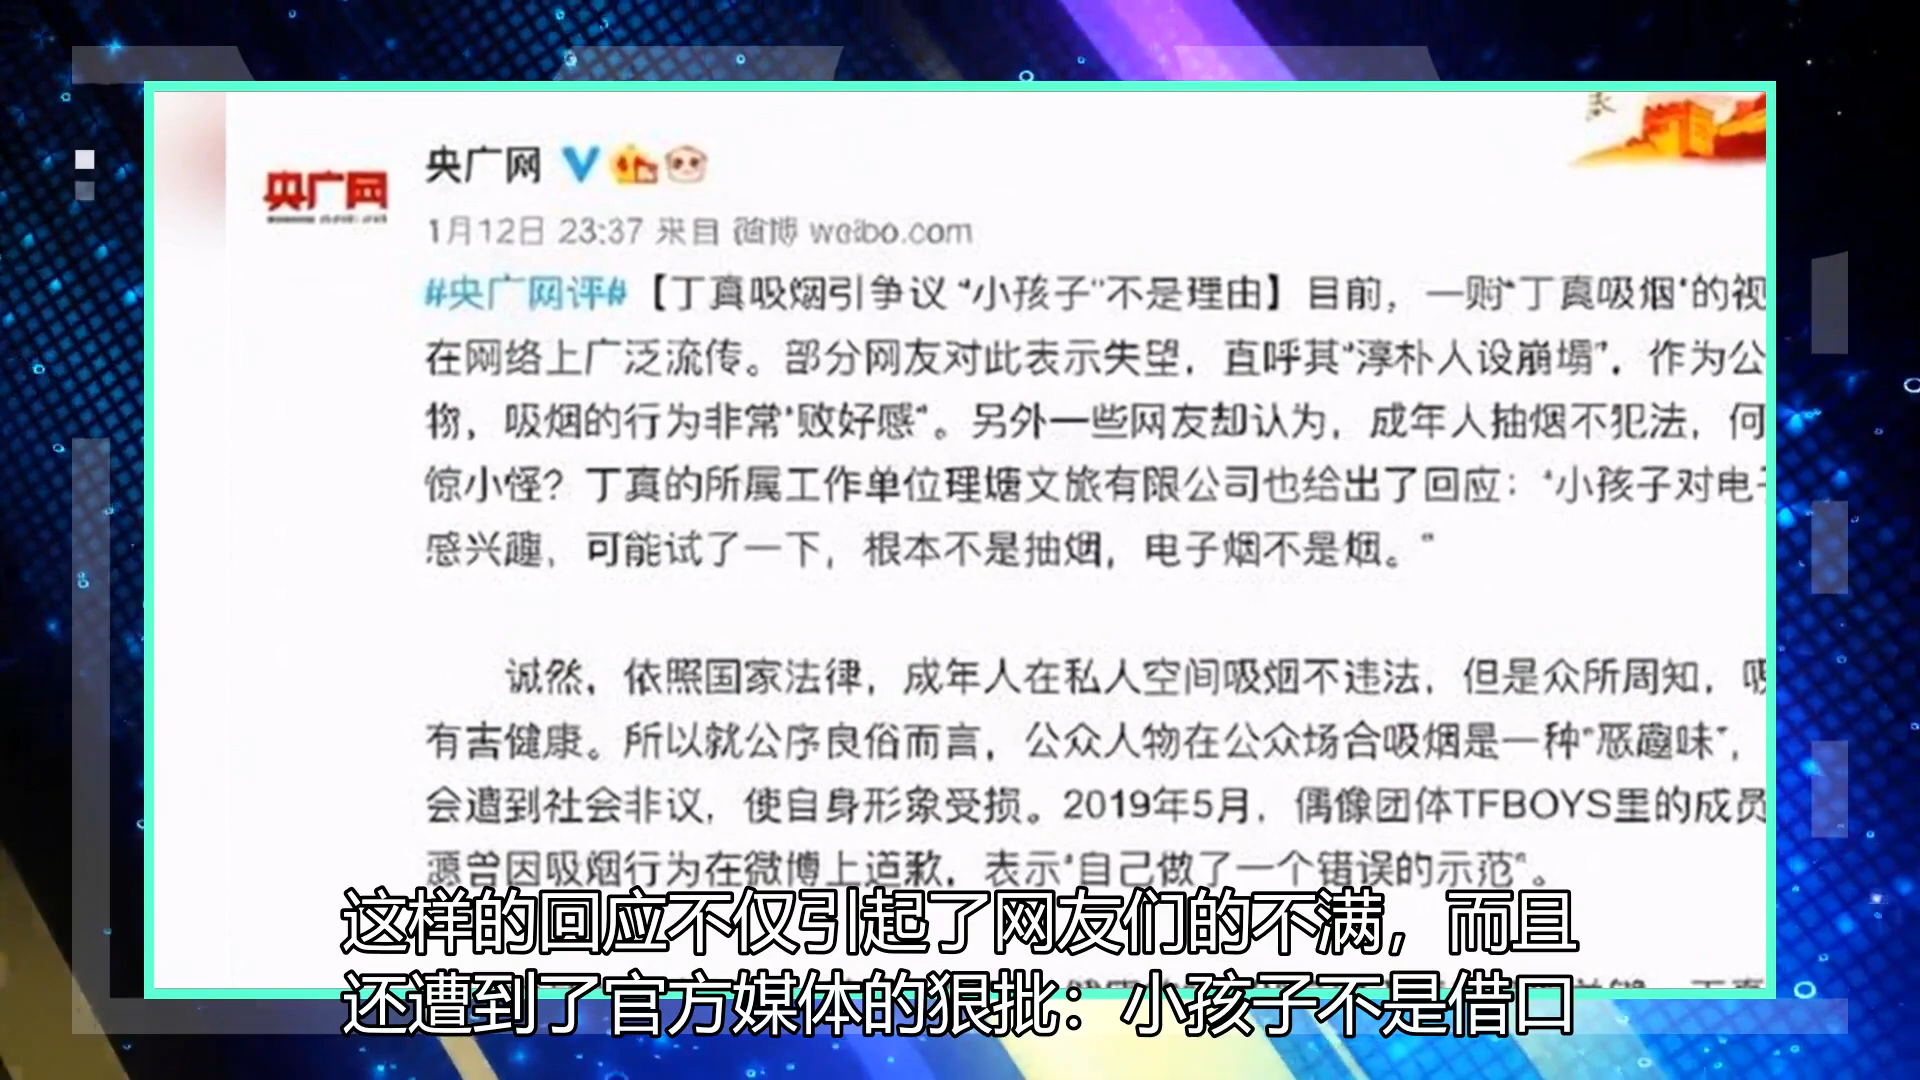 央广网
央广网
1月12日 23:37 来自 微博 weibo.com
#央广网评#【丁真吸烟引争议 “小孩子”不是理由】目前，一则“丁真吸烟”的视
在网络上广泛流传。部分网友对此表示失望，直呼其“淳朴人设崩塌”，作为公
物，吸烟的行为非常“败好感”。另外一些网友却认为，成年人抽烟不犯法，何
惊小怪？丁真的所属工作单位理塘文旅有限公司也给出了回应：“小孩子对电子
感兴趣，可能试了一下，根本不是抽烟，电子烟不是烟。”
诚然，依照国家法律，成年人在私人空间吸烟不违法，但是众所周知，吸
有害健康。所以就公序良俗而言，公众人物在公众场合吸烟是一种“恶趣味”，
会遭到社会非议，使自身形象受损。2019年5月，偶像团体TFBOYS里的成员
源曾因吸烟行为在微博上道歉，表示“自己做了一个错误的示范”。
这样的回应不仅引起了网友们的不满，而且
还遭到了官方媒体的狠批：小孩子不是借口